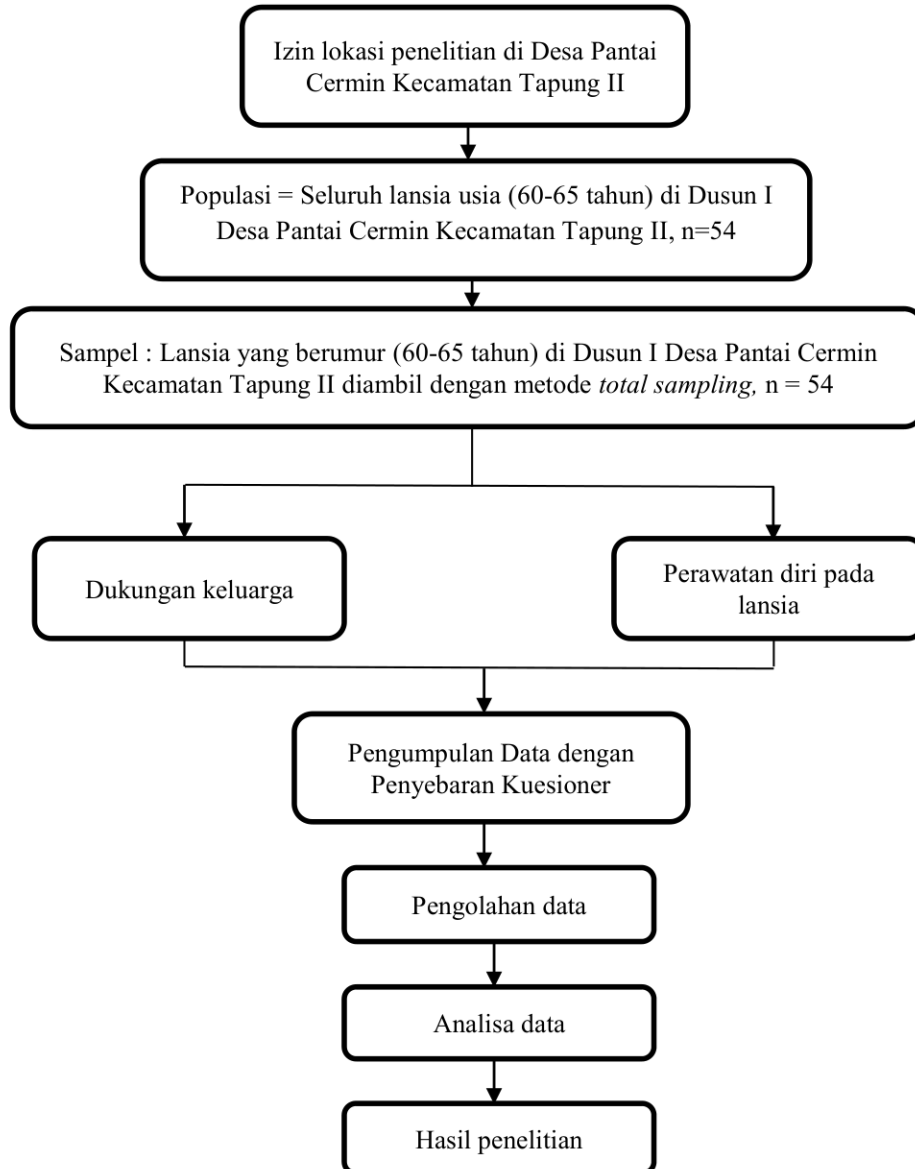 Izin lokasi penelitian di Desa Pantai
Cermin Kecamatan Tapung II
Populasi = Seluruh lansia usia (60-65 tahun) di Dusun I
Desa Pantai Cermin Kecamatan Tapung II, n=54
Sampel : Lansia yang berumur (60-65 tahun) di Dusun I Desa Pantai Cermin
Kecamatan Tapung II diambil dengan metode total sampling, n = 54
Dukungan keluarga
Perawatan diri pada
lansia
Pengumpulan Data dengan
Penyebaran Kuesioner
Pengolahan data
Analisa data
Hasil penelitian